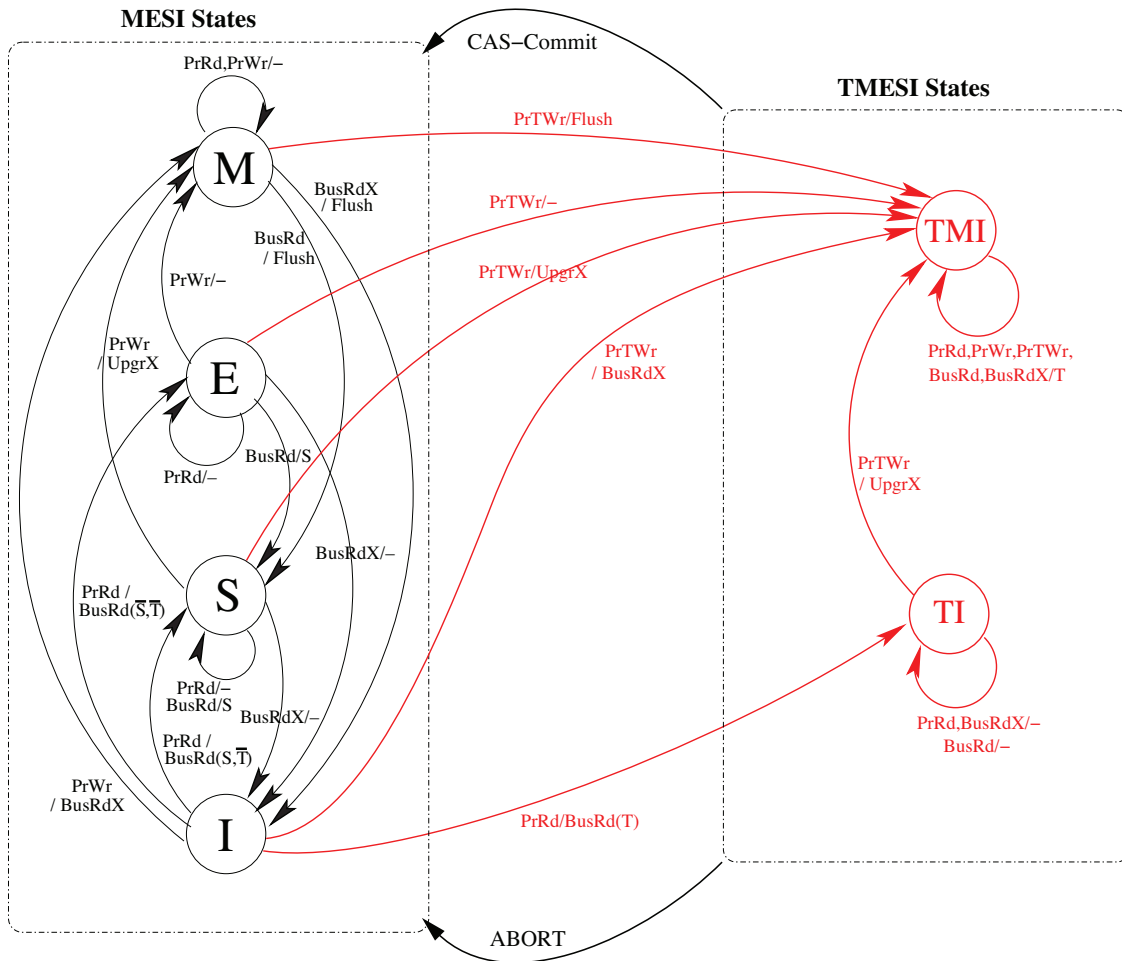 MESI States
CAS−Commit
TMESI States
PrRd,PrWr/−
M
PrTWr/Flush
BusRdX
/ Flush
PrTWr/−
TMI
BusRd
/ Flush
PrWr/−
PrTWr/UpgrX
PrWr
/ UpgrX
PrTWr
/ BusRdX
PrRd,PrWr,PrTWr,
BusRd,BusRdX/T
E
BusRd/S
PrRd/−
PrTWr
/ UpgrX
BusRdX/−
PrRd /
BusRd(S̅,T̅)
S
TI
PrRd/−
BusRd/S
BusRdX/−
PrRd,BusRdX/−
BusRd/−
PrRd /
BusRd(S,T̅)
PrWr
/ BusRdX
I
PrRd/BusRd(T)
ABORT